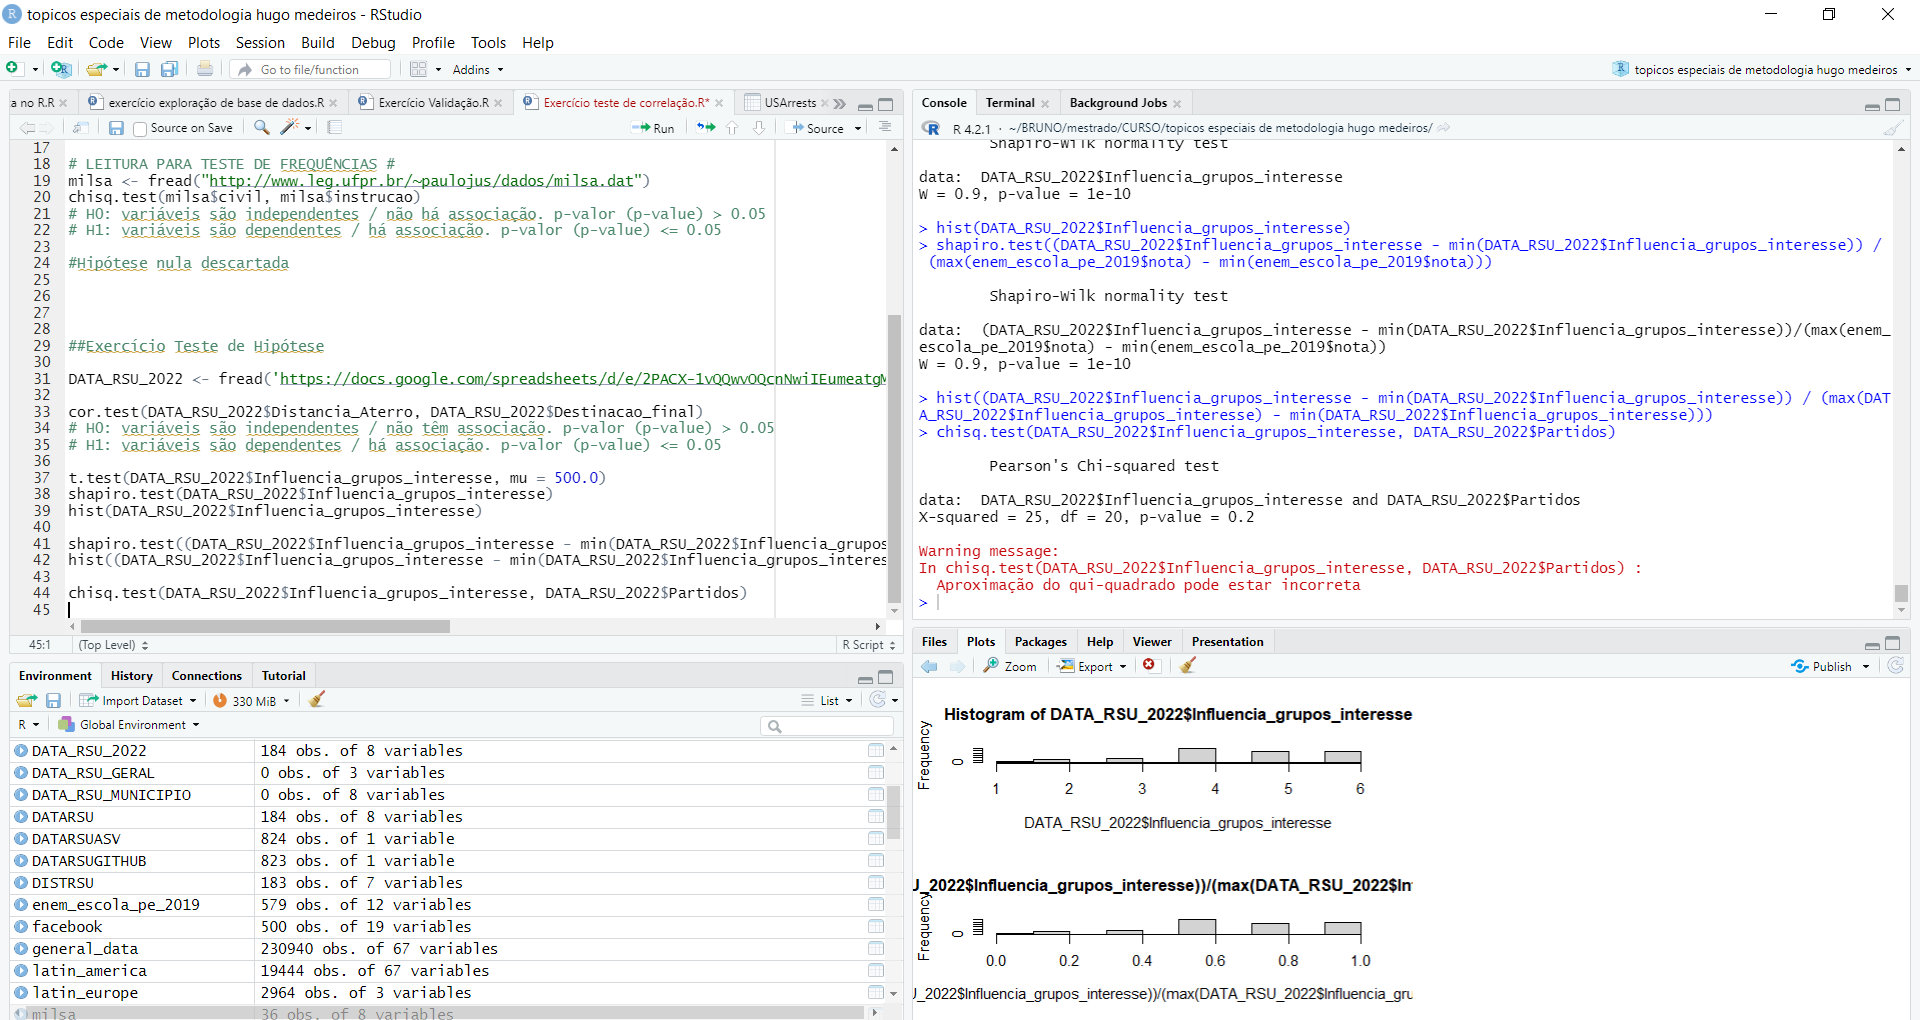 topicos especiais de metodologia hugo medeiros - RStudio
File Edit Code View Plots Session Build Debug Profile Tools Help
Go to file/function
Addins
topicos especiais de metodologia hugo medeiros
a no R.R
exercício exploração de base de dados.R
Exercício Validação.R
Exercício teste de correlação.R*
USArrests
Source on Save
Run
Source
17
18 # LEITURA PARA TESTE DE FREQUÊNCIAS #
19 milsa <- fread("http://www.leg.ufpr.br/~paulojus/dados/milsa.dat")
20 chisq.test(milsa$civil, milsa$instrucao)
21 # H0: variáveis são independentes / não há associação. p-valor (p-value) > 0.05
22 # H1: variáveis são dependentes / há associação. p-valor (p-value) <= 0.05
23
24 #Hipótese nula descartada
25
26
27
28
29 ##Exercício Teste de Hipótese
30
31 DATA_RSU_2022 <- fread('https://docs.google.com/spreadsheets/d/e/2PACX-1vQQwvOQcnNwiIEumeatgM
32
33 cor.test(DATA_RSU_2022$Distancia_Aterro, DATA_RSU_2022$Destinacao_final)
34 # H0: variáveis são independentes / não têm associação. p-valor (p-value) > 0.05
35 # H1: variáveis são dependentes / há associação. p-valor (p-value) <= 0.05
36
37 t.test(DATA_RSU_2022$Influencia_grupos_interesse, mu = 500.0)
38 shapiro.test(DATA_RSU_2022$Influencia_grupos_interesse)
39 hist(DATA_RSU_2022$Influencia_grupos_interesse)
40
41 shapiro.test((DATA_RSU_2022$Influencia_grupos_interesse - min(DATA_RSU_2022$Influencia_grupos
42 hist((DATA_RSU_2022$Influencia_grupos_interesse - min(DATA_RSU_2022$Influencia_grupos_interes
43
44 chisq.test(DATA_RSU_2022$Influencia_grupos_interesse, DATA_RSU_2022$Partidos)
45
45:1 (Top Level) R Script
Console Terminal Background Jobs
R 4.2.1 · ~/BRUNO/mestrado/CURSO/topicos especiais de metodologia hugo medeiros/
Shapiro-Wilk normality test
data: DATA_RSU_2022$Influencia_grupos_interesse
W = 0.9, p-value = 1e-10
> hist(DATA_RSU_2022$Influencia_grupos_interesse)
> shapiro.test((DATA_RSU_2022$Influencia_grupos_interesse - min(DATA_RSU_2022$Influencia_grupos_interesse)) /
(max(enem_escola_pe_2019$nota) - min(enem_escola_pe_2019$nota)))
Shapiro-Wilk normality test
data: (DATA_RSU_2022$Influencia_grupos_interesse - min(DATA_RSU_2022$Influencia_grupos_interesse))/(max(enem_
escola_pe_2019$nota) - min(enem_escola_pe_2019$nota))
W = 0.9, p-value = 1e-10
> hist((DATA_RSU_2022$Influencia_grupos_interesse - min(DATA_RSU_2022$Influencia_grupos_interesse)) / (max(DAT
A_RSU_2022$Influencia_grupos_interesse) - min(DATA_RSU_2022$Influencia_grupos_interesse)))
> chisq.test(DATA_RSU_2022$Influencia_grupos_interesse, DATA_RSU_2022$Partidos)
Pearson's Chi-squared test
data: DATA_RSU_2022$Influencia_grupos_interesse and DATA_RSU_2022$Partidos
X-squared = 25, df = 20, p-value = 0.2
Warning message:
In chisq.test(DATA_RSU_2022$Influencia_grupos_interesse, DATA_RSU_2022$Partidos) :
Aproximação do qui-quadrado pode estar incorreta
>
Environment History Connections Tutorial
Import Dataset 330 MiB List
R Global Environment
DATA_RSU_2022 184 obs. of 8 variables
DATA_RSU_GERAL 0 obs. of 3 variables
DATA_RSU_MUNICIPIO 0 obs. of 8 variables
DATARSU 184 obs. of 8 variables
DATARSUASV 824 obs. of 1 variable
DATARSUGITHUB 823 obs. of 1 variable
DISTRSU 183 obs. of 7 variables
enem_escola_pe_2019 579 obs. of 12 variables
facebook 500 obs. of 19 variables
general_data 230940 obs. of 67 variables
latin_america 19444 obs. of 67 variables
latin_europe 2964 obs. of 3 variables
milsa 36 obs. of 8 variables
Files Plots Packages Help Viewer Presentation
Zoom Export Publish
Histogram of DATA_RSU_2022$Influencia_grupos_interesse
Frequency
0
1 2 3 4 5 6
DATA_RSU_2022$Influencia_grupos_interesse
J_2022$Influencia_grupos_interesse))/(max(DATA_RSU_2022$In
Frequency
0
0.0 0.2 0.4 0.6 0.8 1.0
J_2022$Influencia_grupos_interesse))/(max(DATA_RSU_2022$Influencia_gru